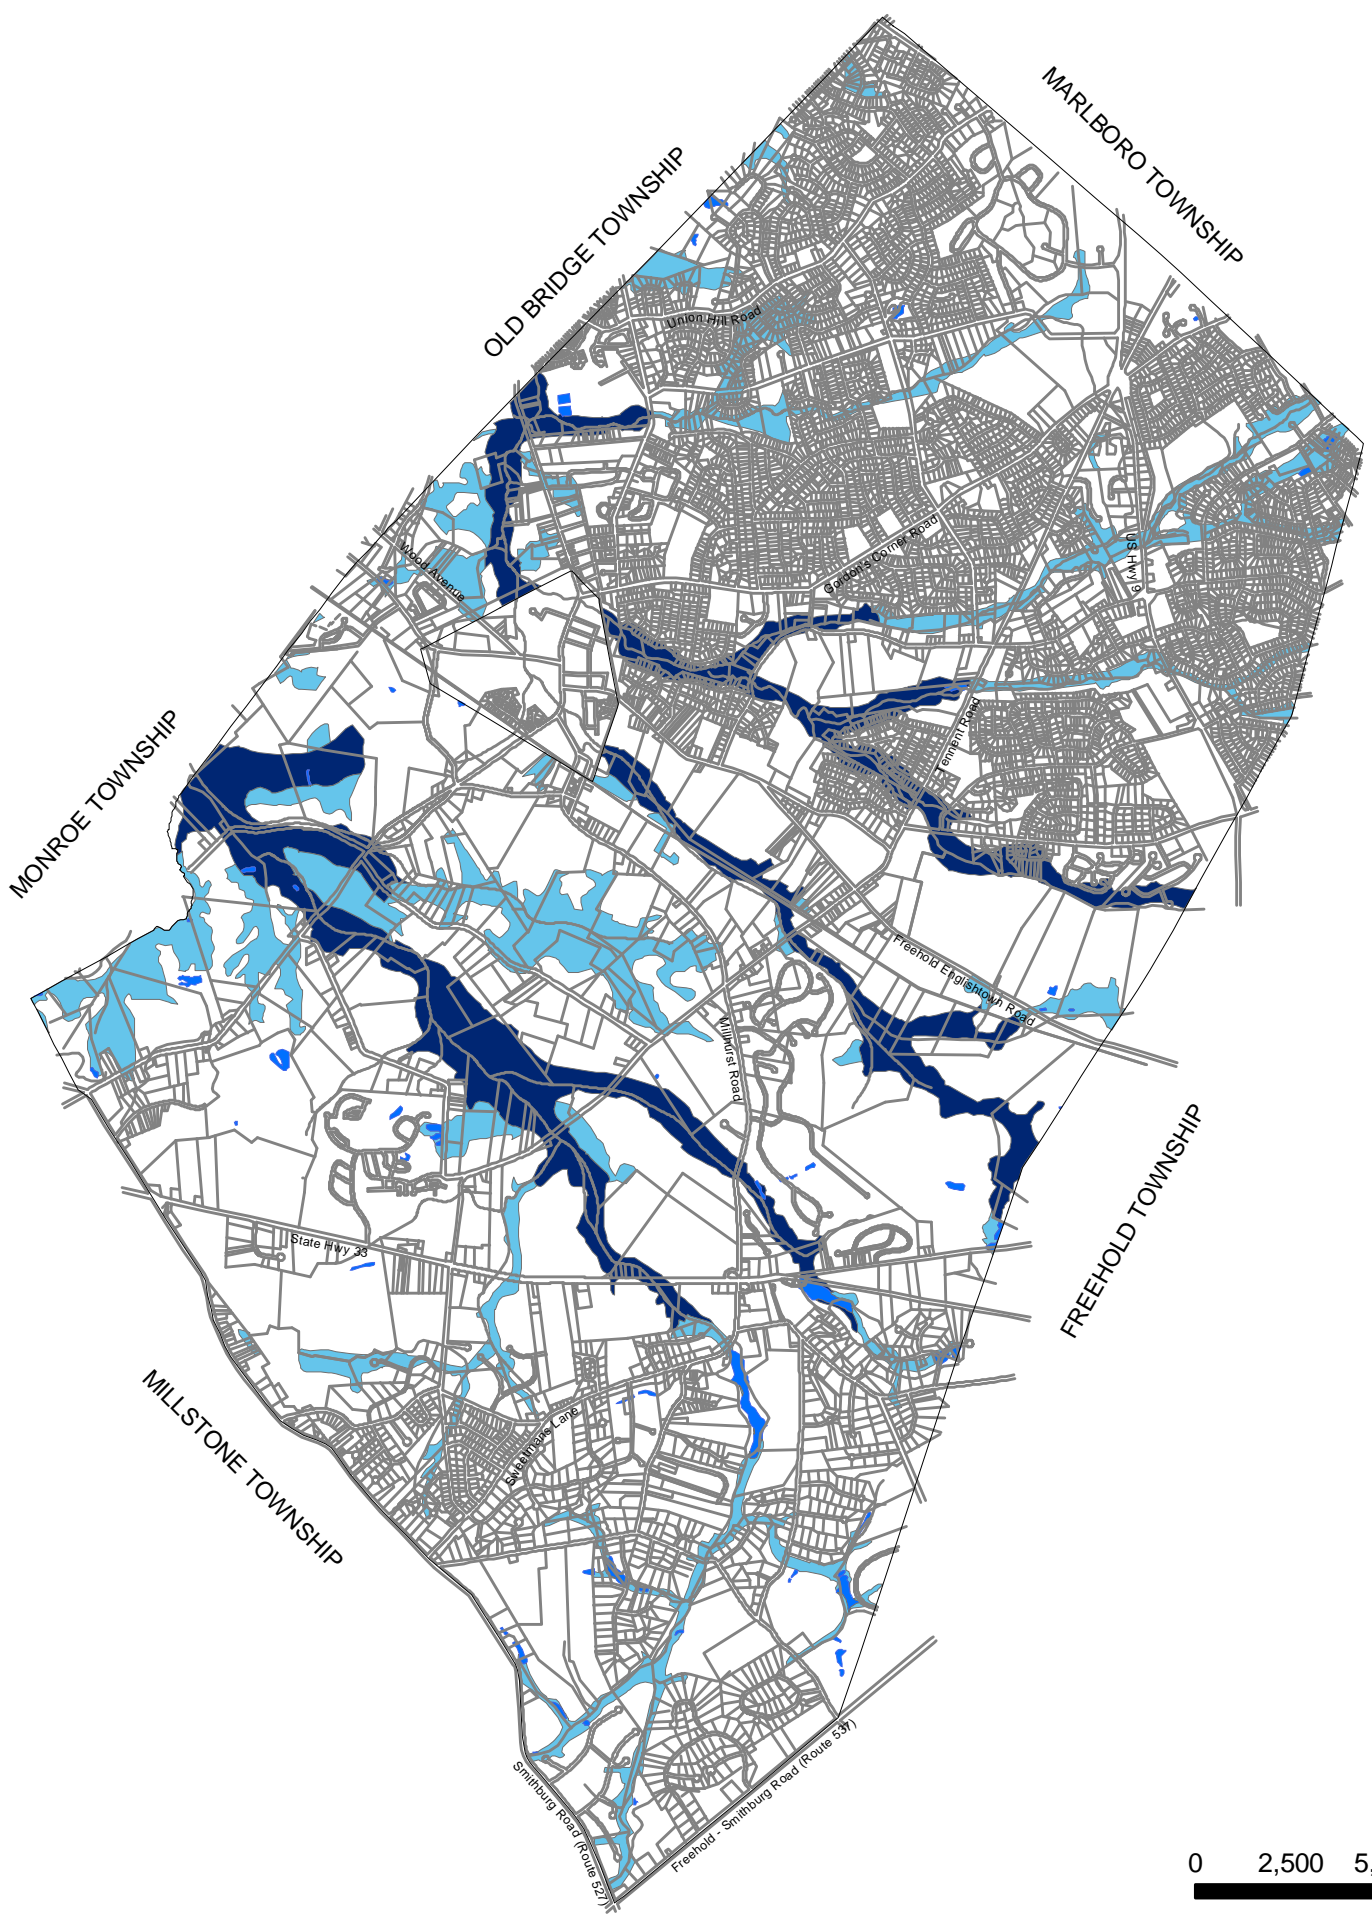 MARLBORO TOWNSHIP
OLD BRIDGE TOWNSHIP
Union Hill Road
Gordon's Corner Road
US Hwy 9
Wood Avenue
Tennent Road
MONROE TOWNSHIP
Freehold Englishtown Road
Millhurst Road
FREEHOLD TOWNSHIP
State Hwy 33
MILLSTONE TOWNSHIP
Sweetmans Lane
Smithburg Road (Route 527)
Freehold - Smithburg Road (Route 537)
0 2,500 5,